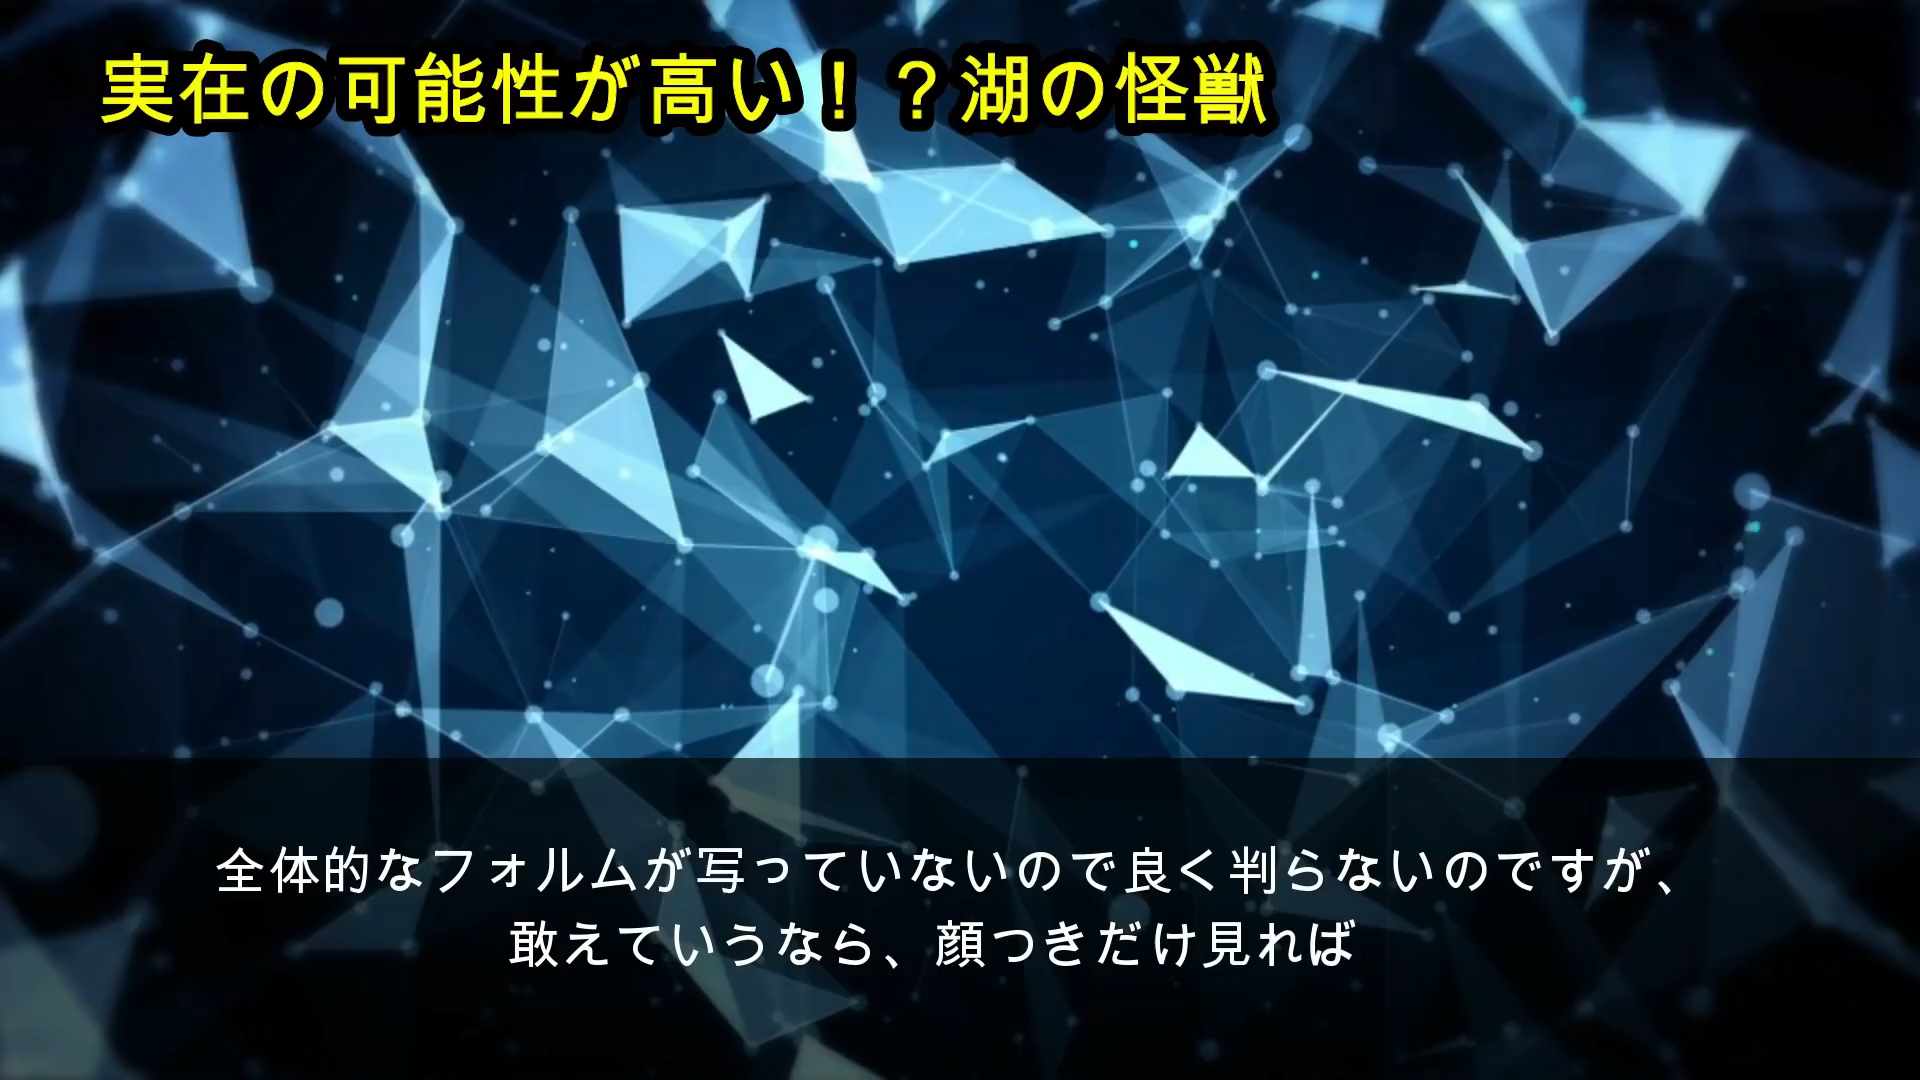 実在の可能性が高い！？湖の怪獣
全体的なフォルムが写っていないので良く判らないのですが、
敢えていうなら、顔つきだけ見れば